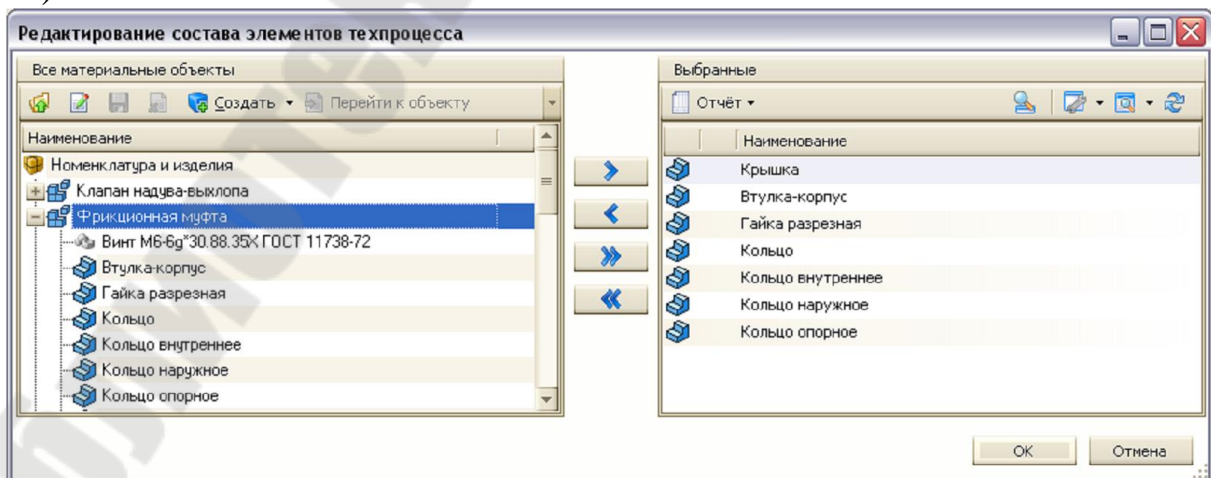 Редактирование состава элементов техпроцесса
Все материальные объекты
Создать
Перейти к объекту
Наименование
Номенклатура и изделия
Клапан надува-выхлопа
Фрикционная муфта
Винт М6-6g*30.88.35Х ГОСТ 11738-72
Втулка-корпус
Гайка разрезная
Кольцо
Кольцо внутреннее
Кольцо наружное
Кольцо опорное
Выбранные
Отчёт
Наименование
Крышка
Втулка-корпус
Гайка разрезная
Кольцо
Кольцо внутреннее
Кольцо наружное
Кольцо опорное
ОК
Отмена